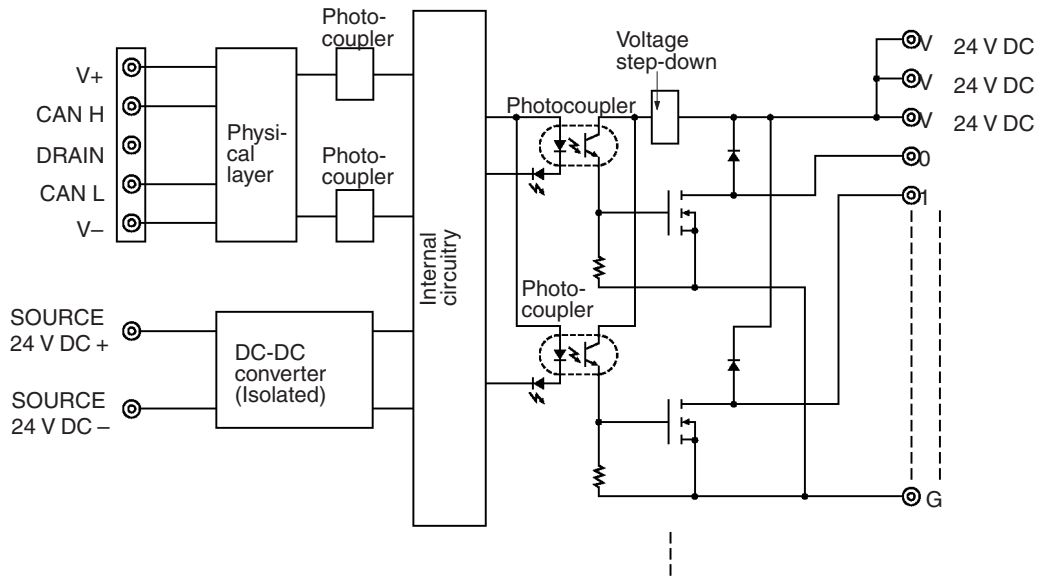 Photo-
coupler
V+
CAN H
DRAIN
CAN L
V–
Physi-
cal
layer
Photo-
coupler
SOURCE
24 V DC +
SOURCE
24 V DC –
DC-DC
converter
(Isolated)
Internal
circuitry
Photocoupler
Voltage
step-down
Photo-
coupler
V 24 V DC
V 24 V DC
V 24 V DC
0
1
G